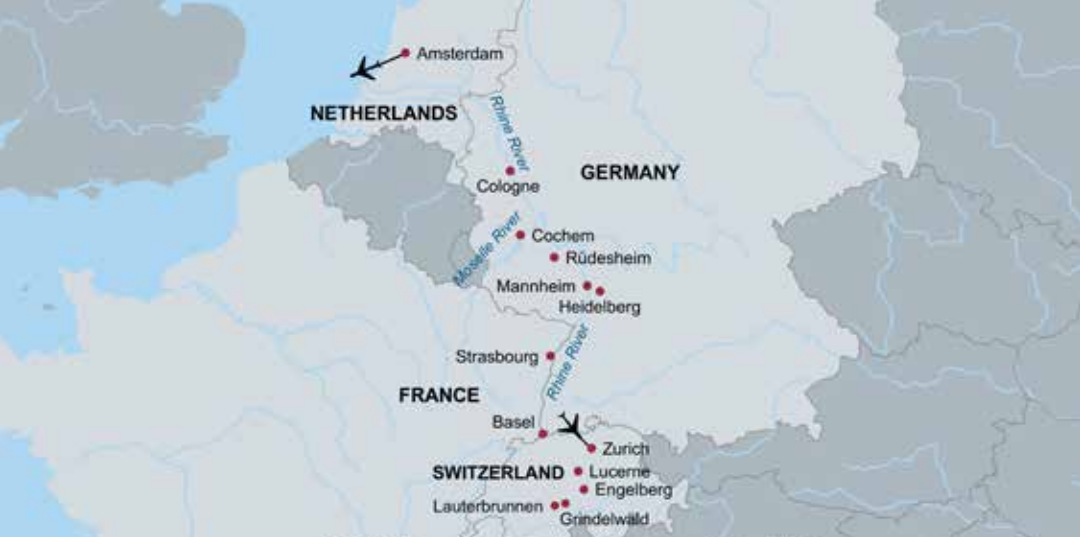 Amsterdam
NETHERLANDS
Rhine River
GERMANY
Cologne
Moselle River
Cochem
Rüdesheim
Mannheim
Heidelberg
Rhine River
Strasbourg
FRANCE
Basel
Zurich
SWITZERLAND
Lucerne
Engelberg
Lauterbrunnen
Grindelwald